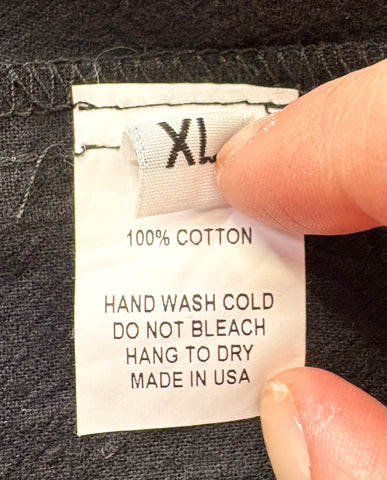 XL
100% COTTON
HAND WASH COLD
DO NOT BLEACH
HANG TO DRY
MADE IN USA